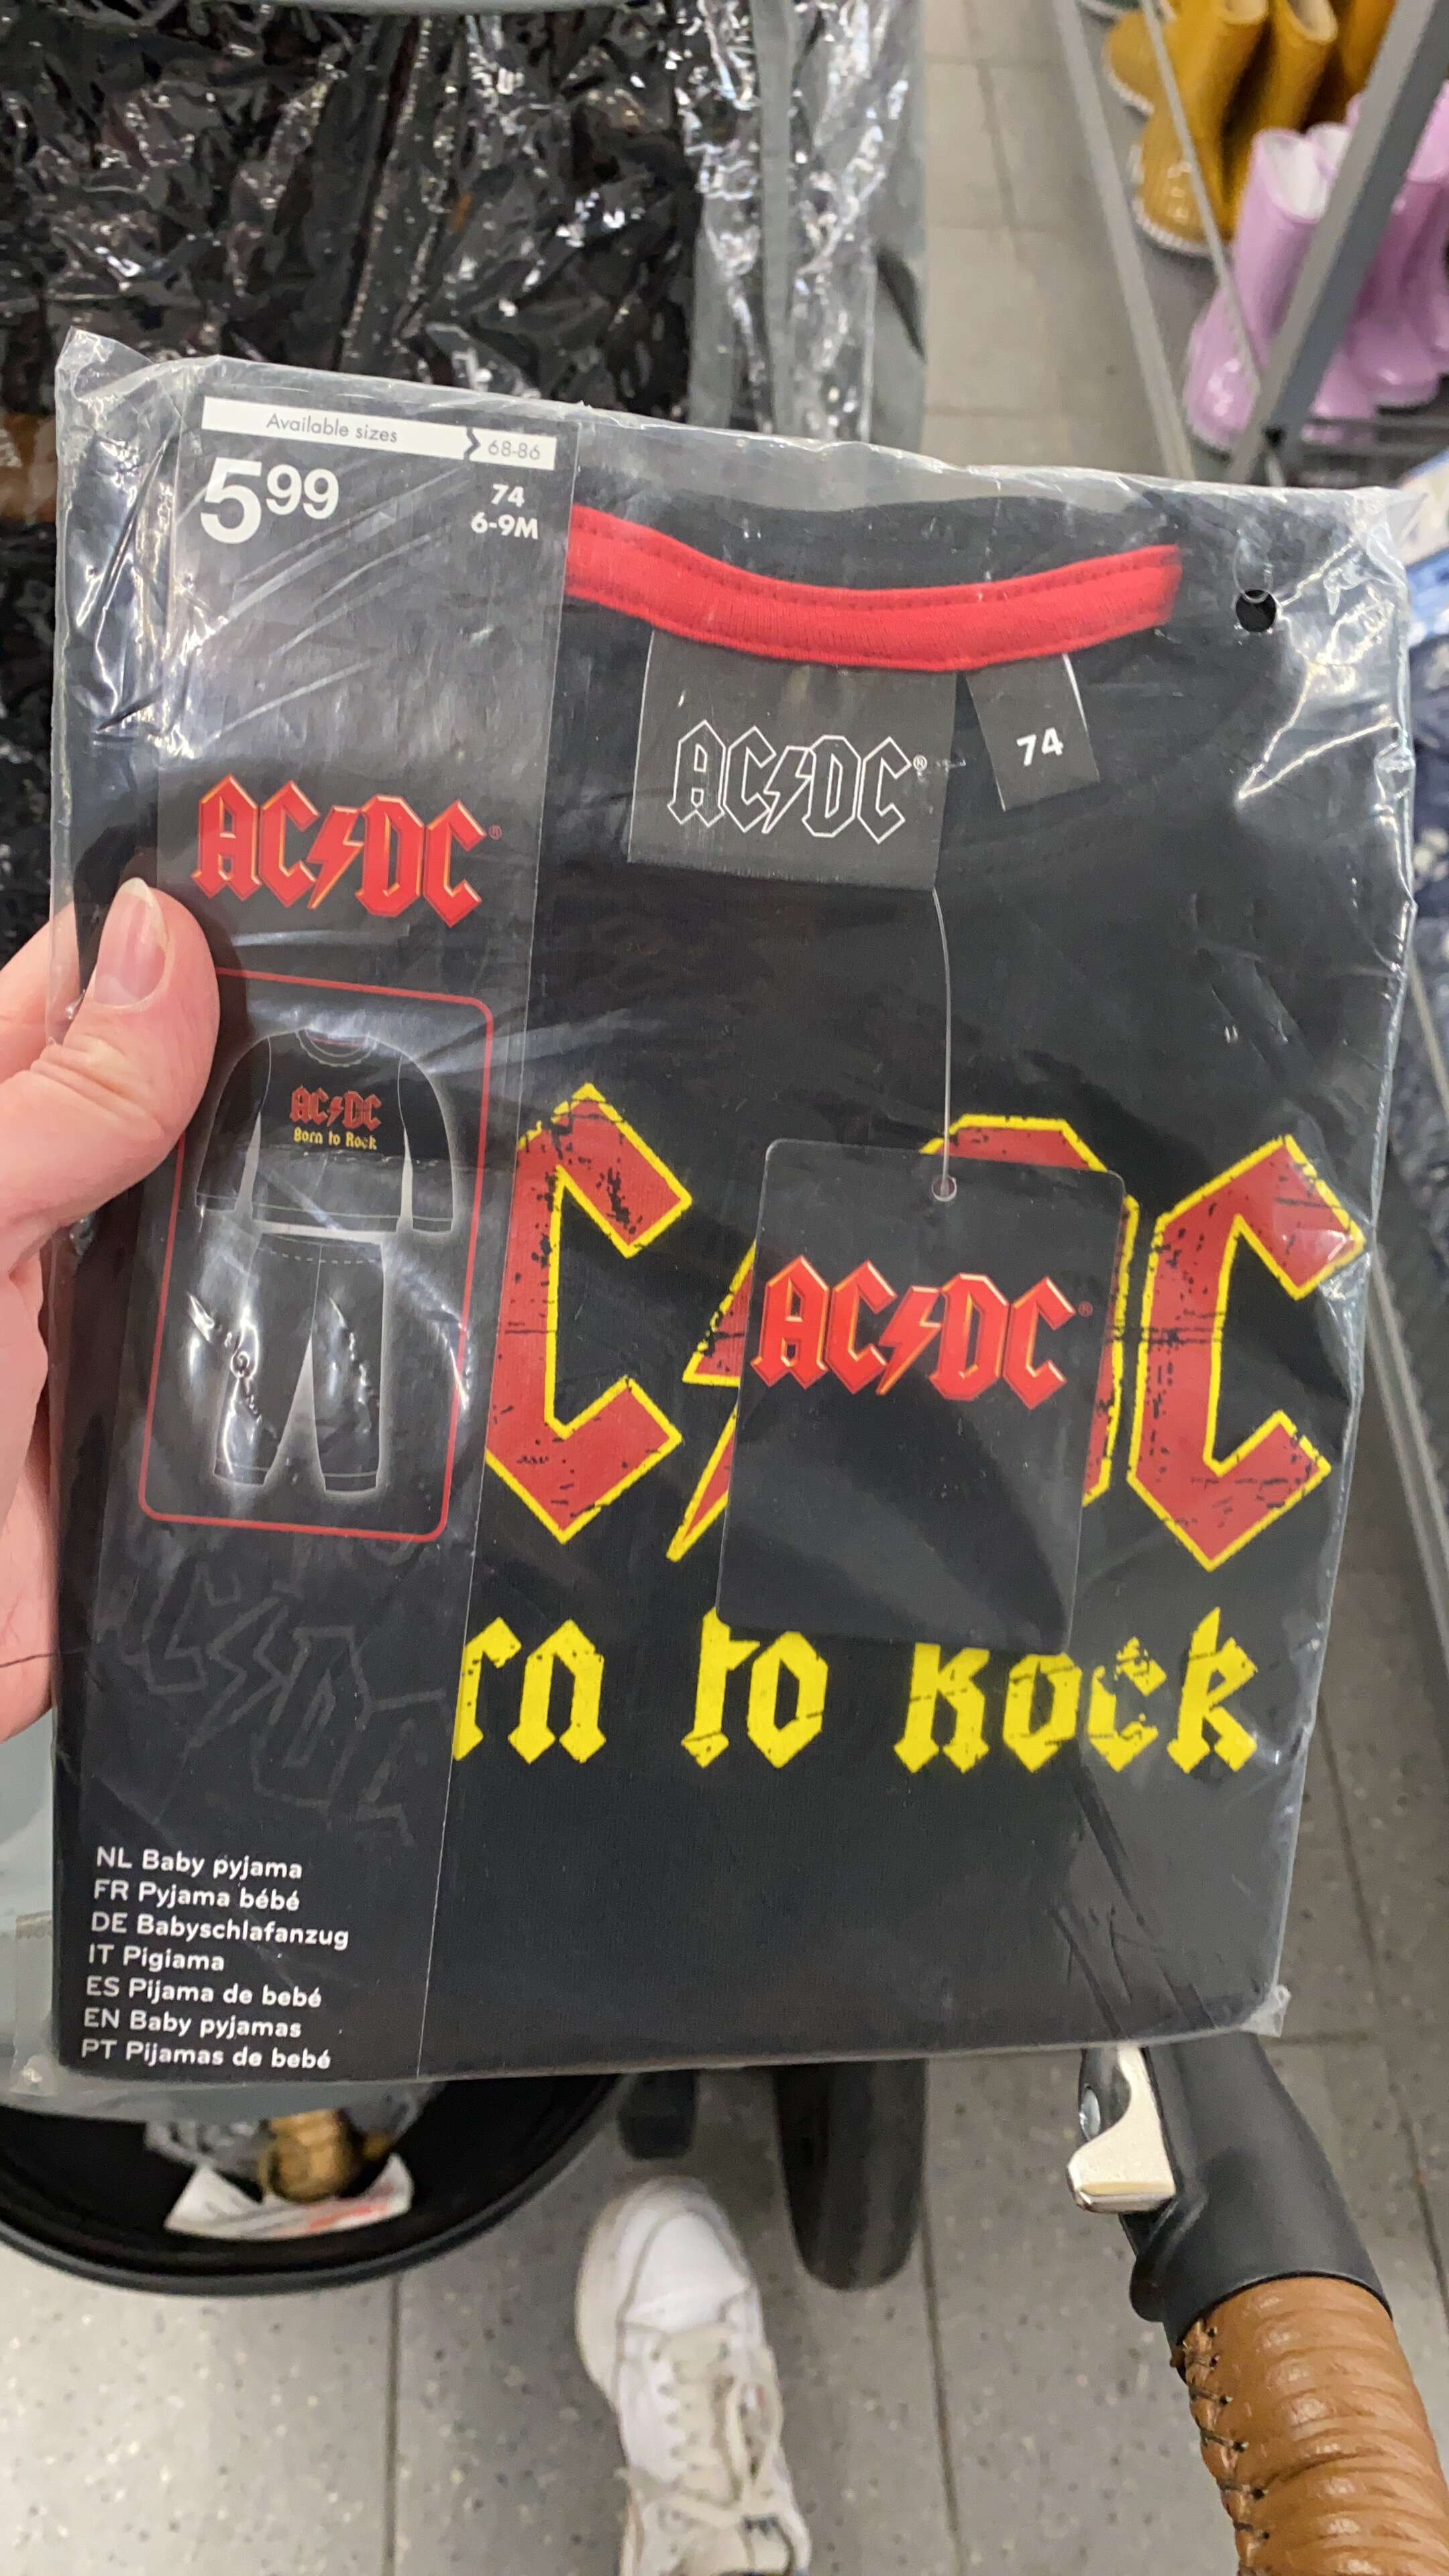 Available sizes 68-86
5⁹⁹
74
6-9M
AC⚡DC®
AC⚡DC
Born to Rock
NL Baby pyjama
FR Pyjama bébé
DE Babyschlafanzug
IT Pigiama
ES Pijama de bebé
EN Baby pyjamas
PT Pijamas de bebé
AC⚡DC®
74
AC⚡DC®
C⚡DC
rn to Rock